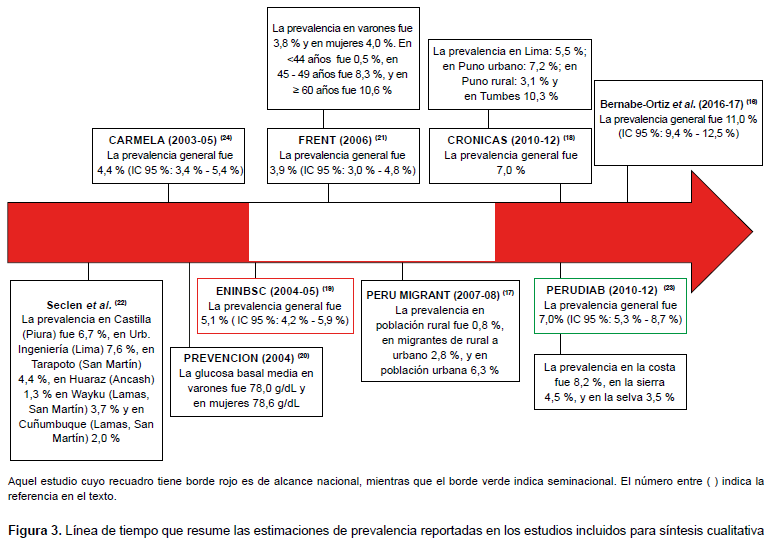 La prevalencia en varones fue
3,8 % y en mujeres 4,0 %. En
<44 años fue 0,5 %, en
45 - 49 años fue 8,3 %, y en
≥ 60 años fue 10,6 %
La prevalencia en Lima: 5,5 %;
en Puno urbano: 7,2 %; en
Puno rural: 3,1 % y
en Tumbes 10,3 %
Bernabe-Ortiz et al. (2016-17) (16)
La prevalencia general fue 11,0 %
(IC 95 %: 9,4 % - 12,5 %)
CARMELA (2003-05) (24)
La prevalencia general fue
4,4 % (IC 95 %: 3,4 % - 5,4 %)
FRENT (2006) (21)
La prevalencia general fue
3,9 % (IC 95 %: 3,0 % - 4,8 %)
CRONICAS (2010-12) (18)
La prevalencia general fue
7,0 %
Seclen et al. (22)
La prevalencia en Castilla
(Piura) fue 6,7 %, en Urb.
Ingeniería (Lima) 7,6 %, en
Tarapoto (San Martín)
4,4 %, en Huaraz (Ancash)
1,3 % en Wayku (Lamas,
San Martín) 3,7 % y en
Cuñumbuque (Lamas, San
Martín) 2,0 %
ENINBSC (2004-05) (19)
La prevalencia general fue
5,1 % ( IC 95 %: 4,2 % - 5,9 %)
PREVENCION (2004) (20)
La glucosa basal media en
varones fue 78,0 g/dL y
en mujeres 78,6 g/dL
PERU MIGRANT (2007-08) (17)
La prevalencia en
población rural fue 0,8 %,
en migrantes de rural a
urbano 2,8 %, y en
población urbana 6,3 %
PERUDIAB (2010-12) (23)
La prevalencia general fue
7,0% (IC 95 %: 5,3 % - 8,7 %)
La prevalencia en la costa
fue 8,2 %, en la sierra
4,5 %, y en la selva 3,5 %
Aquel estudio cuyo recuadro tiene borde rojo es de alcance nacional, mientras que el borde verde indica seminacional. El número entre ( ) indica la
referencia en el texto.
Figura 3. Línea de tiempo que resume las estimaciones de prevalencia reportadas en los estudios incluidos para síntesis cualitativa